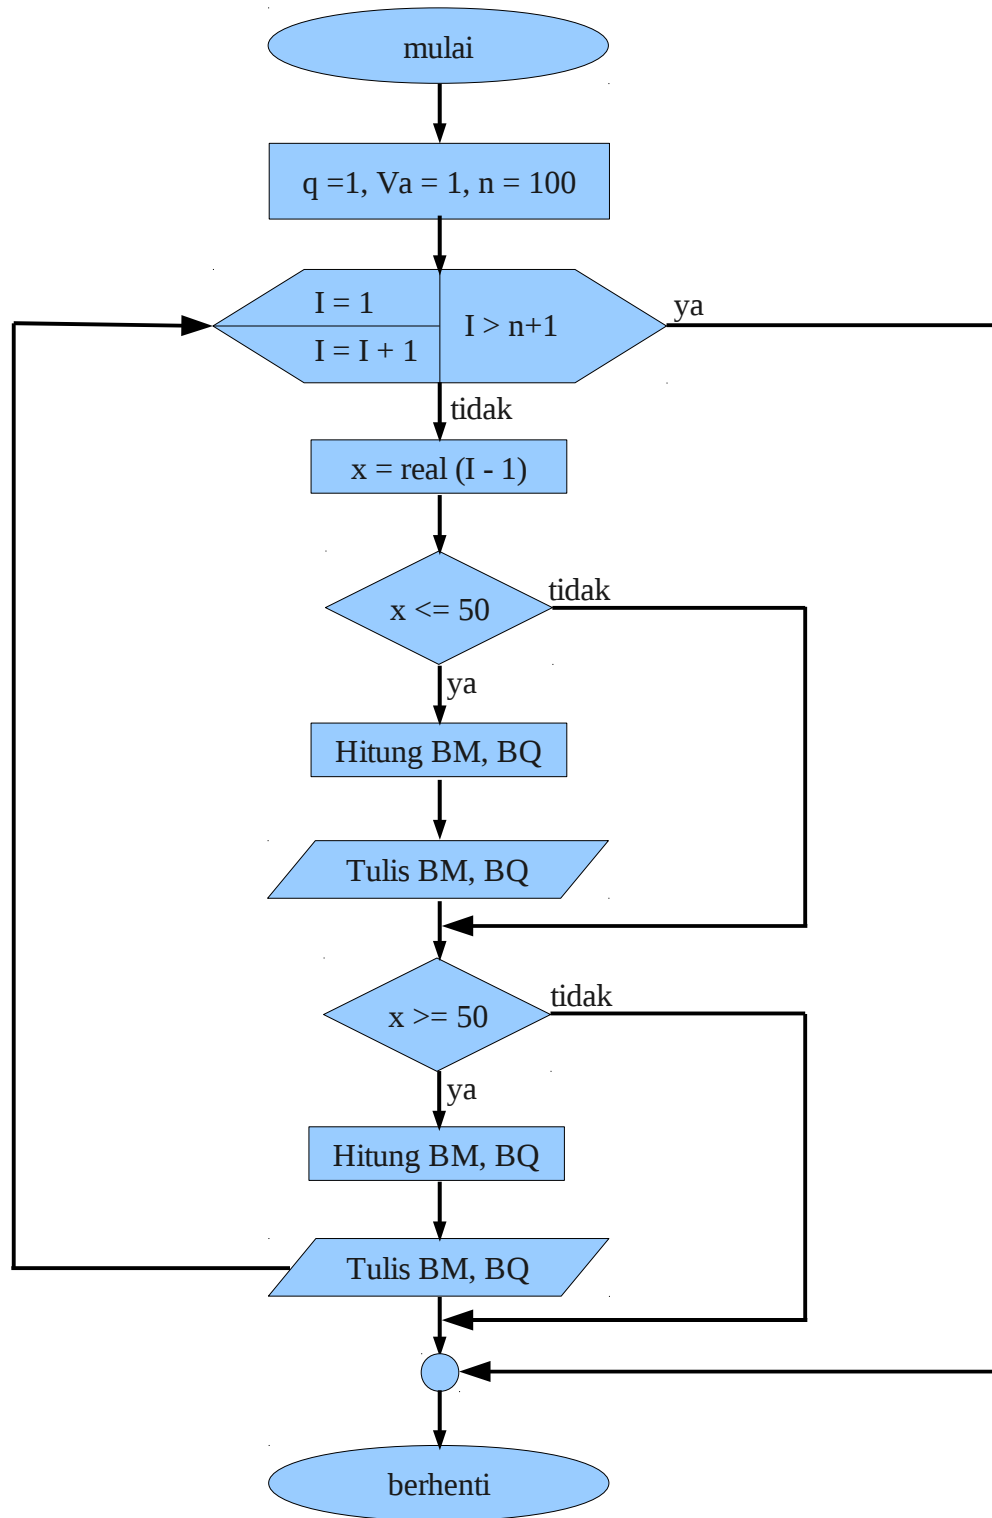 mulai
q =1, Va = 1, n = 100
I = 1
I = I + 1
I > n+1
ya
tidak
x = real (I - 1)
x <= 50
tidak
ya
Hitung BM, BQ
Tulis BM, BQ
x >= 50
tidak
ya
Hitung BM, BQ
Tulis BM, BQ
berhenti